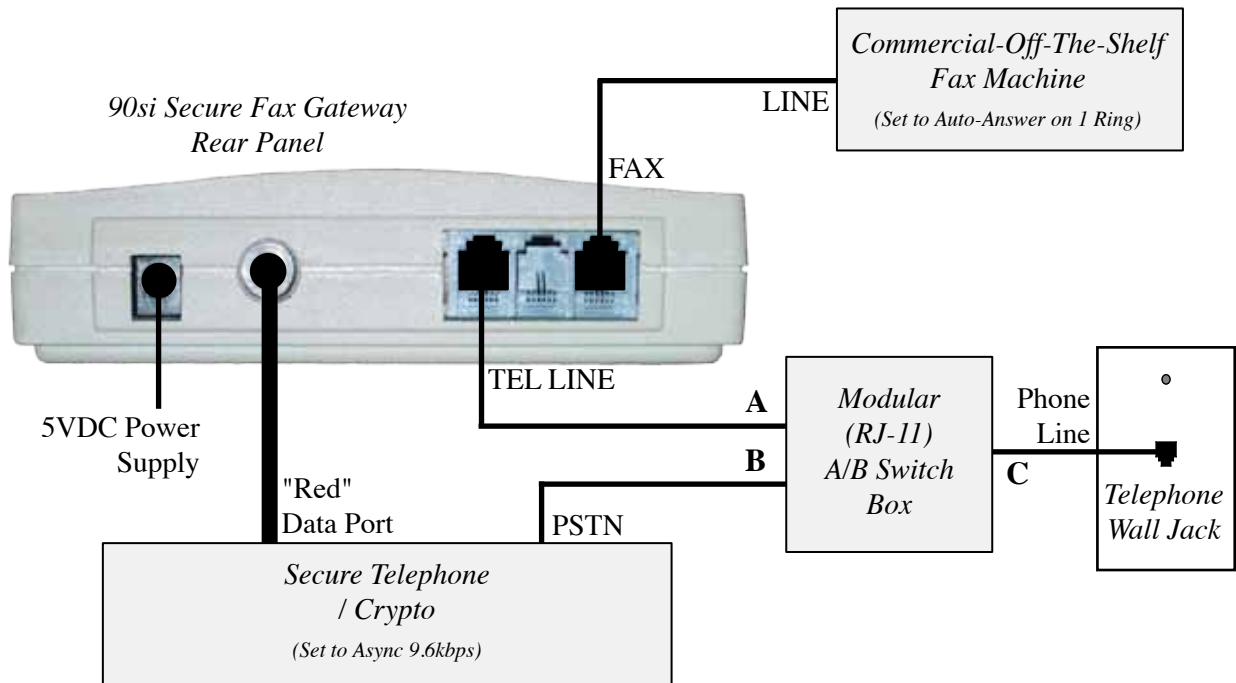 90si Secure Fax Gateway
Rear Panel
Commercial-Off-The-Shelf
Fax Machine
(Set to Auto-Answer on 1 Ring)
LINE
FAX
TEL LINE
5VDC Power
Supply
"Red"
Data Port
PSTN
A
B
Modular
(RJ-11)
A/B Switch
Box
Phone
Line
C
Telephone
Wall Jack
Secure Telephone
/ Crypto
(Set to Async 9.6kbps)